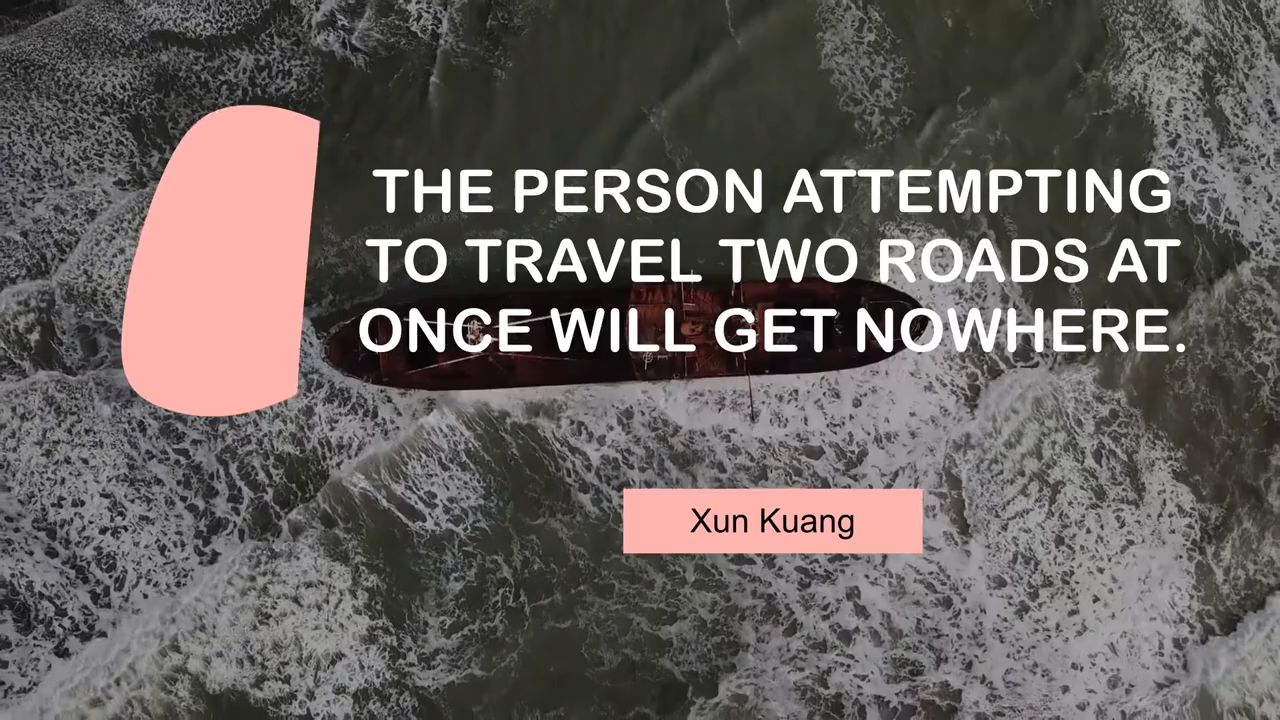 THE PERSON ATTEMPTING
TO TRAVEL TWO ROADS AT
ONCE WILL GET NOWHERE.
Xun Kuang